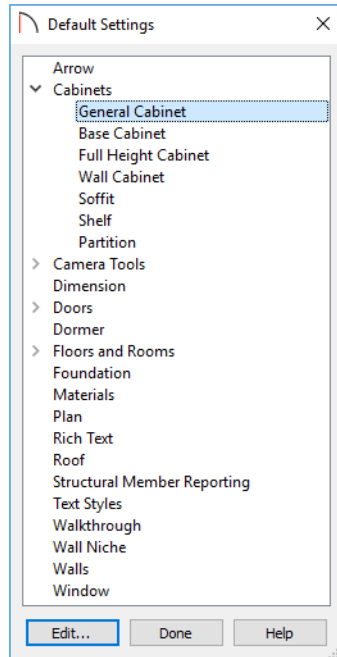 Default Settings
Arrow
Cabinets
General Cabinet
Base Cabinet
Full Height Cabinet
Wall Cabinet
Soffit
Shelf
Partition
Camera Tools
Dimension
Doors
Dormer
Floors and Rooms
Foundation
Materials
Plan
Rich Text
Roof
Structural Member Reporting
Text Styles
Walkthrough
Wall Niche
Walls
Window
Edit... Done Help